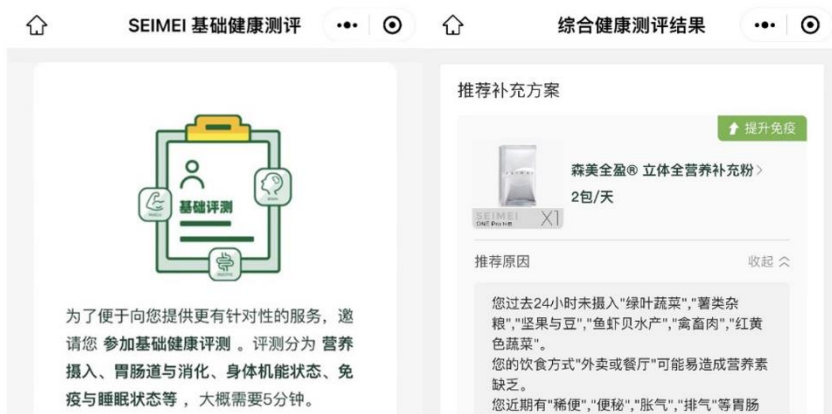 SEIMEI 基础健康测评
基础评测
为了便于向您提供更有针对性的服务，邀
请您 参加基础健康评测 。评测分为 营养
摄入、胃肠道与消化、身体机能状态、免
疫与睡眠状态等 ，大概需要5分钟。
综合健康测评结果
推荐补充方案
提升免疫
森美全盈® 立体全营养补充粉
2包/天
SEIMEI
X1
推荐原因
收起
您过去24小时未摄入"绿叶蔬菜","薯类杂
粮","坚果与豆","鱼虾贝水产","禽畜肉","红黄
色蔬菜"。
您的饮食方式"外卖或餐厅"可能易造成营养素
缺乏。
您近期有"稀便","便秘","胀气","排气"等胃肠